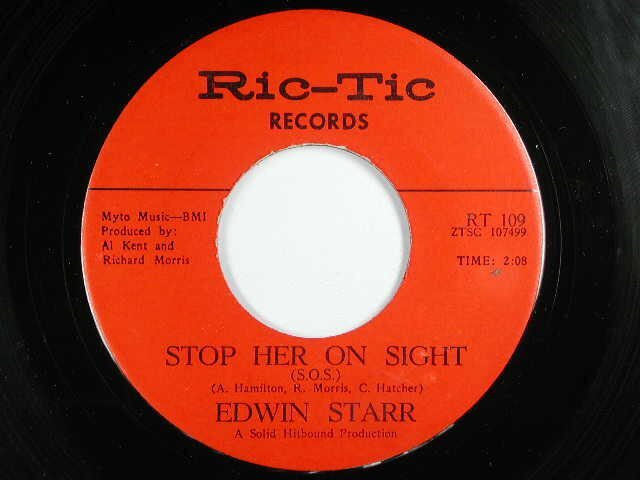 Ric-Tic
RECORDS
Myto Music—BMI
Produced by:
Al Kent and
Richard Morris
RT 109
ZTSC 107499
TIME: 2:08
STOP HER ON SIGHT
(S.O.S.)
(A. Hamilton, R. Morris, C. Hatcher)
EDWIN STARR
A Solid Hitbound Production